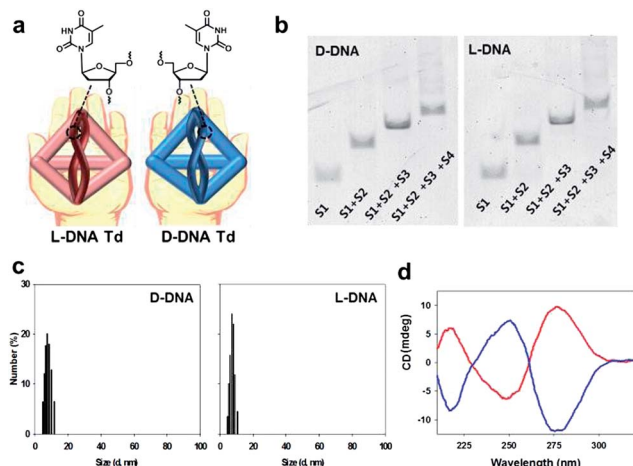 a
O
NH
N
O
O
O
O
O
HN
O
N
O
O
O
L-DNA Td
D-DNA Td
b
D-DNA
S1
S1+S2
S1+S2 +S3
S1+S2 +S3 +S4
L-DNA
S1
S1+S2
S1+S2 +S3
S1+S2 +S3 +S4
c
D-DNA
Number (%)
30
20
10
0
0 20 40 60 80 100
Size (d. nm)
L-DNA
0 20 40 60 80 100
Size (d. nm)
d
CD (mdeg)
10
5
0
-5
-10
225 250 275 300 325
Wavelength (nm)